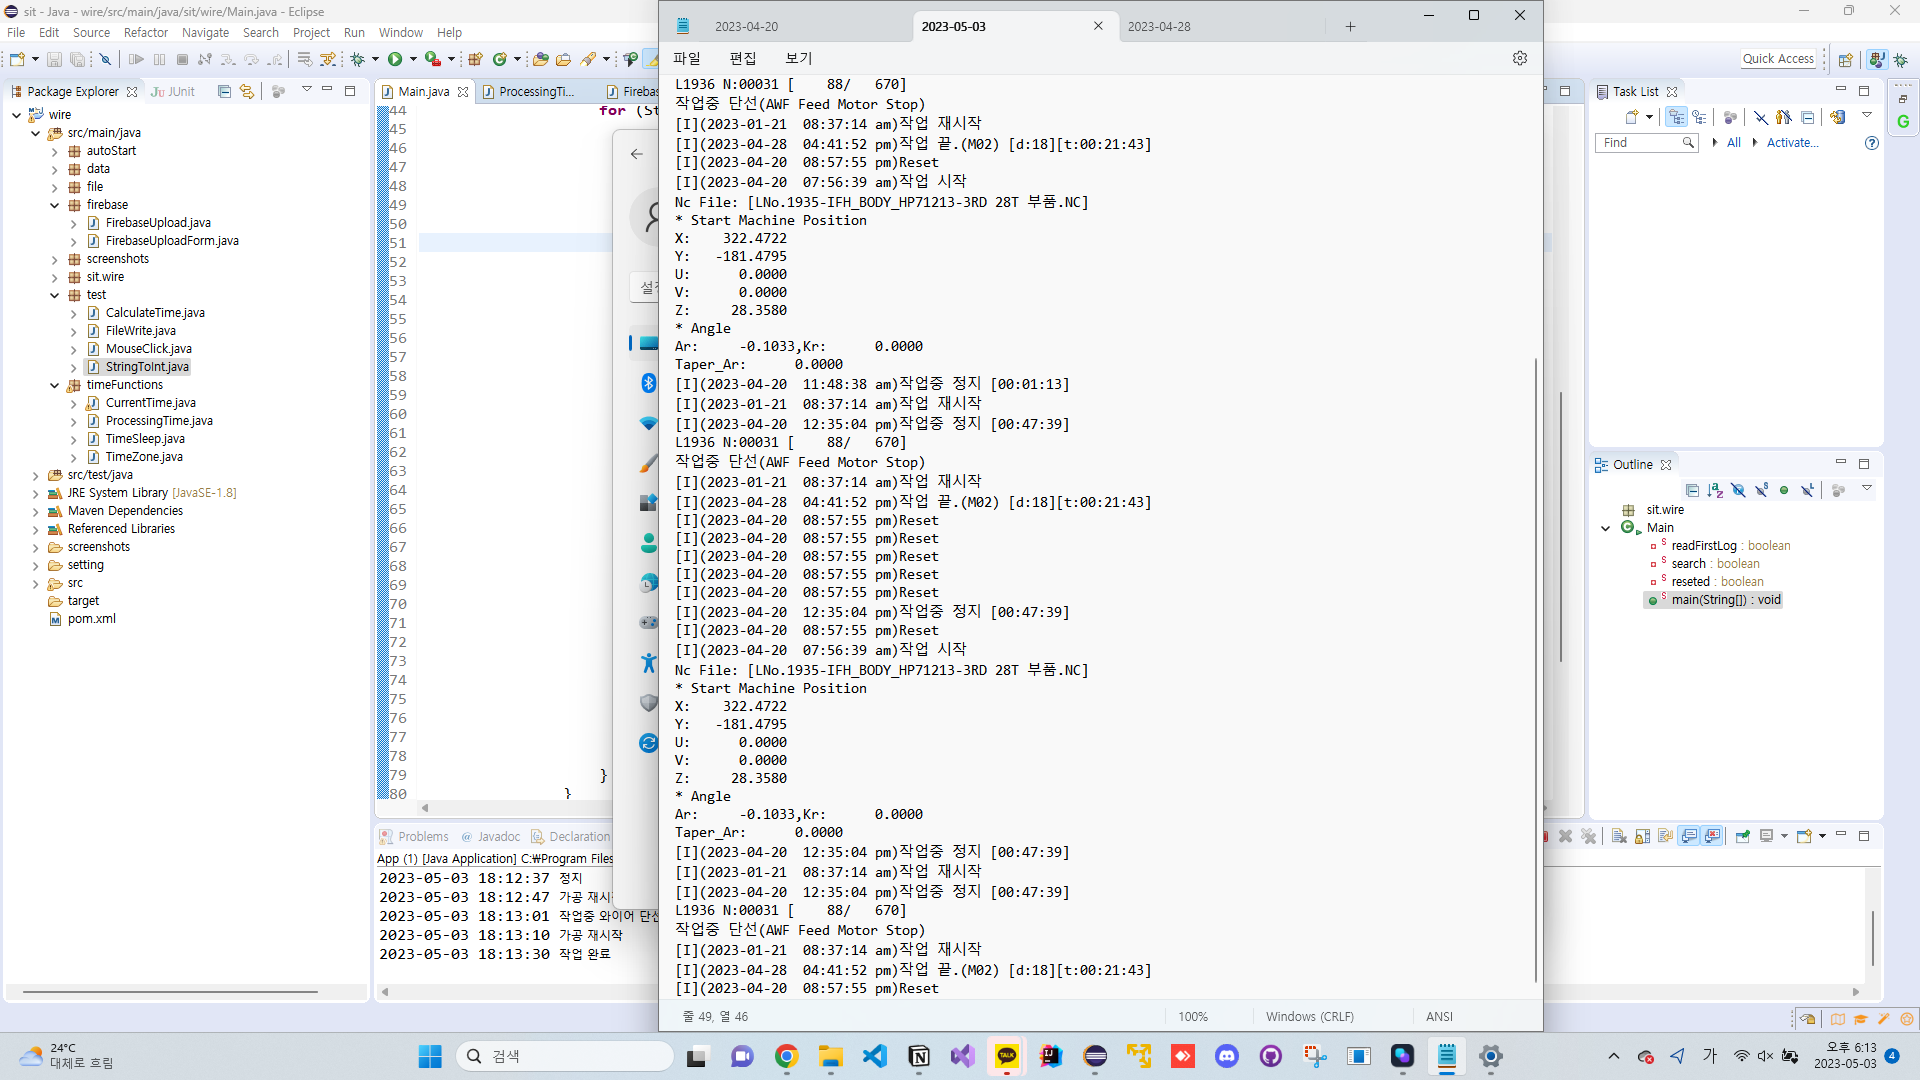 sit - Java - wire/src/main/java/sit/wire/Main.java - Eclipse
File Edit Source Refactor Navigate Search Project Run Window Help
Quick Access
Package Explorer
JUnit
wire
src/main/java
autoStart
data
file
firebase
FirebaseUpload.java
FirebaseUploadForm.java
screenshots
sit.wire
test
CalculateTime.java
FileWrite.java
MouseClick.java
StringToInt.java
timeFunctions
CurrentTime.java
ProcessingTime.java
TimeSleep.java
TimeZone.java
src/test/java
JRE System Library [JavaSE-1.8]
Maven Dependencies
Referenced Libraries
screenshots
setting
src
target
pom.xml
Main.java
ProcessingTi...
Fireba
44 for (St
45
46
47
48
49
50
51
52
53
54
55
56
57
58
59
60
61
62
63
64
65
66
67
68
69
70
71
72
73
74
75
76
77
78
79 }
80 }
Problems @ Javadoc Declaration
App (1) [Java Application] C:₩Program Files
2023-05-03 18:12:37 정지
2023-05-03 18:12:47 가공 재시
2023-05-03 18:13:01 작업중 와이어 단선
2023-05-03 18:13:10 가공 재시작
2023-05-03 18:13:30 작업 완료
2023-04-20
2023-05-03
2023-04-28
파일 편집 보기
L1936 N:00031 [    88/   670]
작업중 단선(AWF Feed Motor Stop)
[I](2023-01-21  08:37:14 am)작업 재시작
[I](2023-04-28  04:41:52 pm)작업 끝.(M02) [d:18][t:00:21:43]
[I](2023-04-20  08:57:55 pm)Reset
[I](2023-04-20  07:56:39 am)작업 시작
Nc File: [LNo.1935-IFH_BODY_HP71213-3RD 28T 부품.NC]
* Start Machine Position
X:    322.4722
Y:   -181.4795
U:      0.0000
V:      0.0000
Z:     28.3580
* Angle
Ar:     -0.1033,Kr:      0.0000
Taper_Ar:      0.0000
[I](2023-04-20  11:48:38 am)작업중 정지 [00:01:13]
[I](2023-01-21  08:37:14 am)작업 재시작
[I](2023-04-20  12:35:04 pm)작업중 정지 [00:47:39]
L1936 N:00031 [    88/   670]
작업중 단선(AWF Feed Motor Stop)
[I](2023-01-21  08:37:14 am)작업 재시작
[I](2023-04-28  04:41:52 pm)작업 끝.(M02) [d:18][t:00:21:43]
[I](2023-04-20  08:57:55 pm)Reset
[I](2023-04-20  08:57:55 pm)Reset
[I](2023-04-20  08:57:55 pm)Reset
[I](2023-04-20  08:57:55 pm)Reset
[I](2023-04-20  08:57:55 pm)Reset
[I](2023-04-20  12:35:04 pm)작업중 정지 [00:47:39]
[I](2023-04-20  08:57:55 pm)Reset
[I](2023-04-20  07:56:39 am)작업 시작
Nc File: [LNo.1935-IFH_BODY_HP71213-3RD 28T 부품.NC]
* Start Machine Position
X:    322.4722
Y:   -181.4795
U:      0.0000
V:      0.0000
Z:     28.3580
* Angle
Ar:     -0.1033,Kr:      0.0000
Taper_Ar:      0.0000
[I](2023-04-20  12:35:04 pm)작업중 정지 [00:47:39]
[I](2023-01-21  08:37:14 am)작업 재시작
[I](2023-04-20  12:35:04 pm)작업중 정지 [00:47:39]
L1936 N:00031 [    88/   670]
작업중 단선(AWF Feed Motor Stop)
[I](2023-01-21  08:37:14 am)작업 재시작
[I](2023-04-28  04:41:52 pm)작업 끝.(M02) [d:18][t:00:21:43]
[I](2023-04-20  08:57:55 pm)Reset
줄 49, 열 46
100%
Windows (CRLF)
ANSI
Task List
Find
All
Activate...
Outline
sit.wire
Main
readFirstLog : boolean
search : boolean
reseted : boolean
main(String[]) : void
24°C
대체로 흐림
검색
TALK
가
오후 6:13
2023-05-03
4